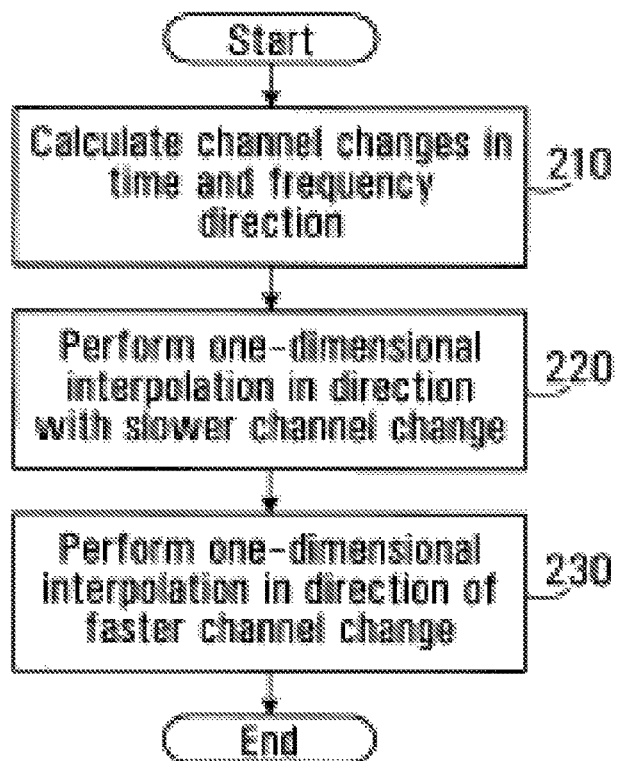 Start
Calculate channel changes in
time and frequency
direction
210
Perform one-dimensional
interpolation in direction
with slower channel change
220
Perform one-dimensional
interpolation in direction of
faster channel change
230
End